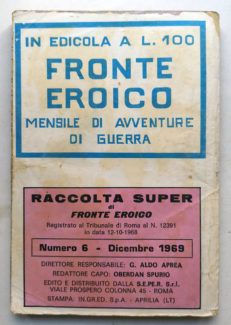 IN EDICOLA A L. 100
FRONTE
EROICO
MENSILE DI AVVENTURE
DI GUERRA
RACCOLTA SUPER
di
FRONTE EROICO
Registrato al Tribunale di Roma al N. 12391
in data 12-10-1968
Numero 6 - Dicembre 1969
DIRETTORE RESPONSABILE: G. ALDO APREA
REDATTORE CAPO: OBERDAN SPURIO
EDITO E DISTRIBUITO DALLA S.E.PE.R. S.r.l.
VIALE PROSPERO COLONNA 45 - ROMA
STAMPA: IN.GR.ED. S.p.A. - APRILIA (LT)